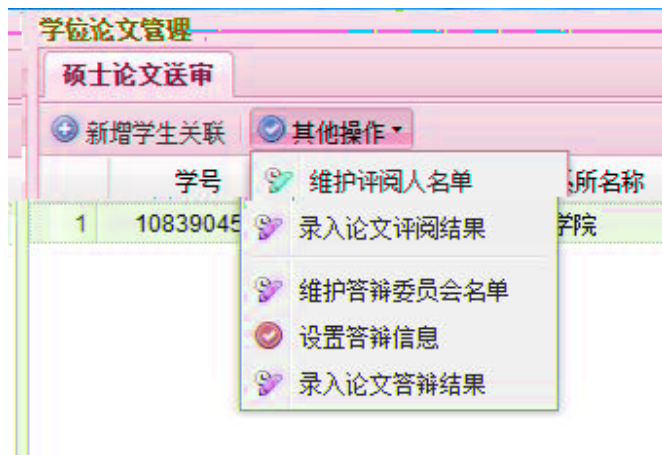 学位论文管理
硕士论文送审
新增学生关联 其他操作
学号 所名称
1 10839045 学院
维护评阅人名单
录入论文评阅结果
维护答辩委员会名单
设置答辩信息
录入论文答辩结果